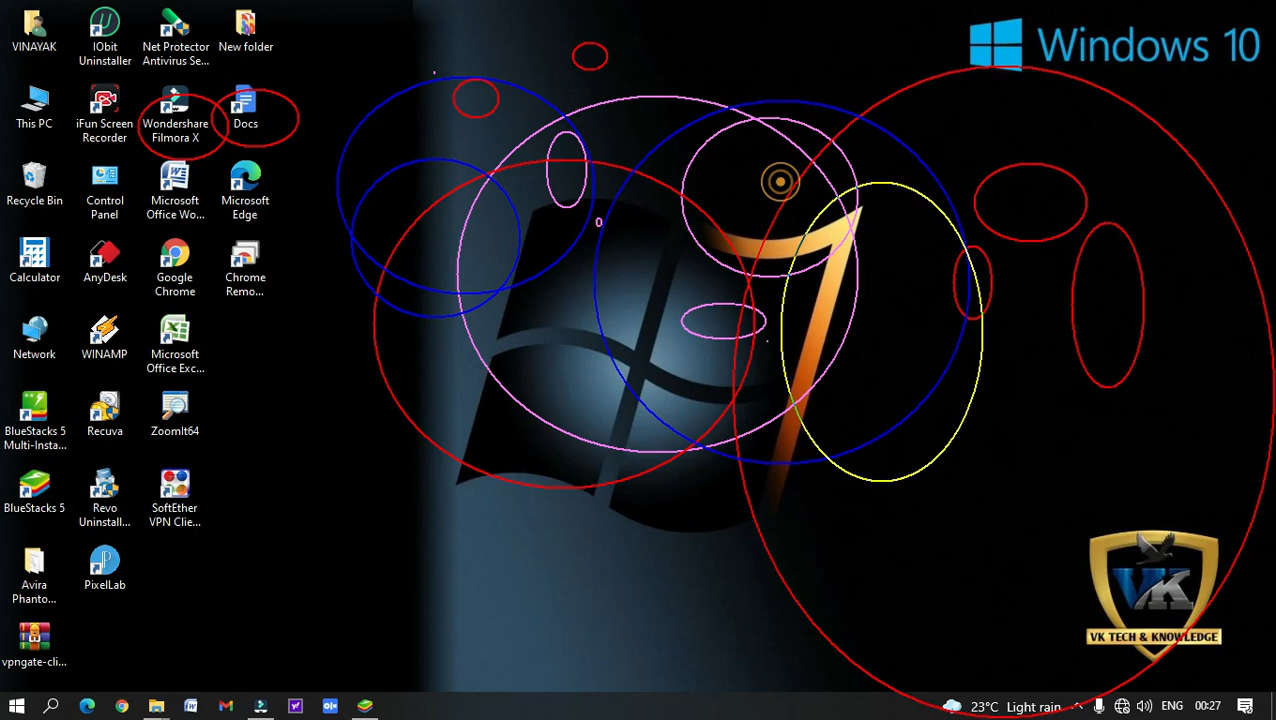 VINAYAK
IObit
Uninstaller
Net Protector
Antivirus Se...
New folder
This PC
iFun Screen
Recorder
Wondershare
Filmora X
Docs
Recycle Bin
Control
Panel
Microsoft
Office Wo...
Microsoft
Edge
Calculator
AnyDesk
Google
Chrome
Chrome
Remo...
Network
WINAMP
Microsoft
Office Exc...
BlueStacks 5
Multi-Insta...
Recuva
ZoomIt64
BlueStacks 5
Revo
Uninstall...
SoftEther
VPN Clie...
Avira
Phanto...
PixelLab
vpngate-cli...
Windows 10
VK
VK TECH & KNOWLEDGE
23°C Light rain
ENG
00:27